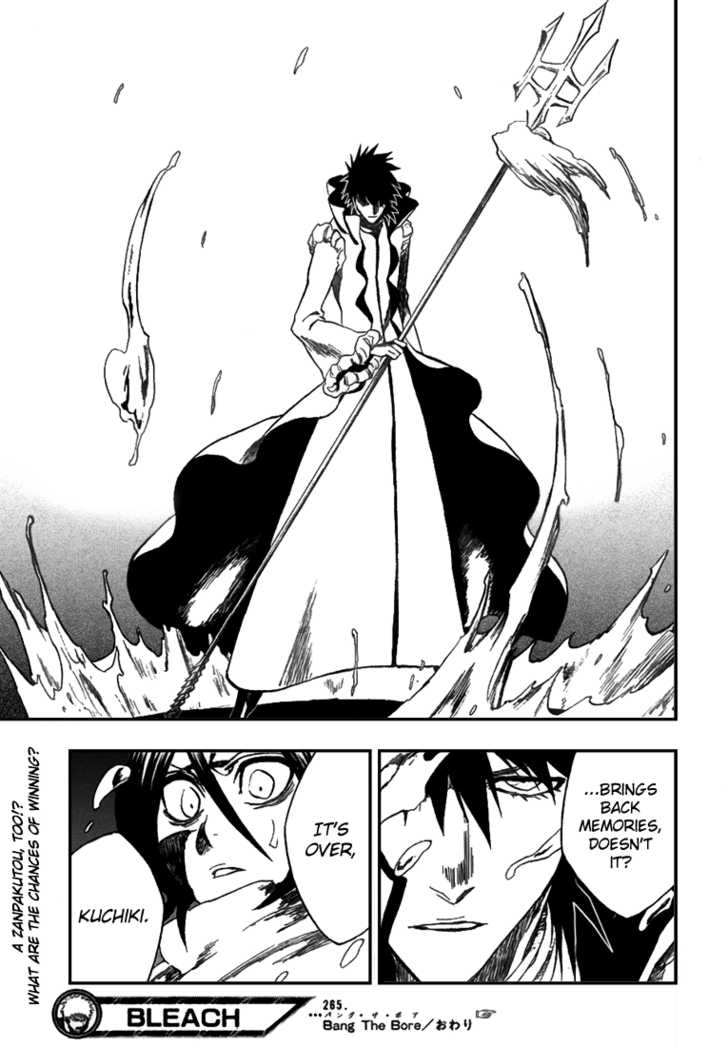 ...BRINGS
BACK
MEMORIES,
DOESN'T
IT?
IT'S
OVER,
KUCHIKI.
A ZANPAKUTOU, TOO!?
WHAT ARE THE CHANCES OF WINNING?
BLEACH
265.
バング・ザ・ボア
...Bang The Bore/おわり